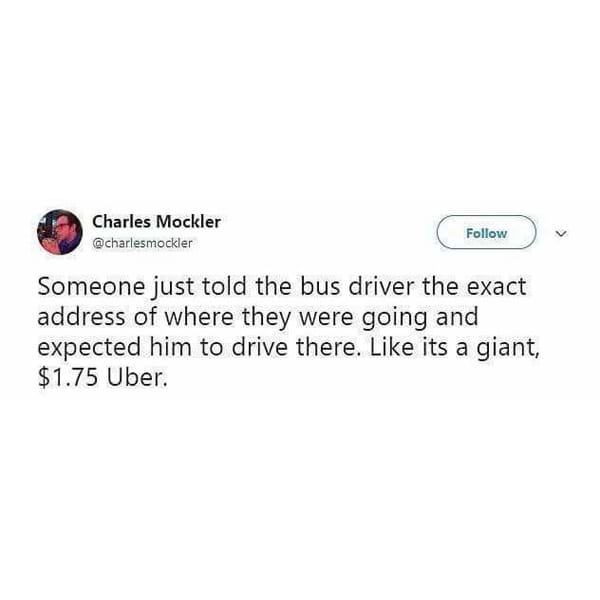 Charles Mockler
@charlesmockler
Follow
Someone just told the bus driver the exact
address of where they were going and
expected him to drive there. Like its a giant,
$1.75 Uber.